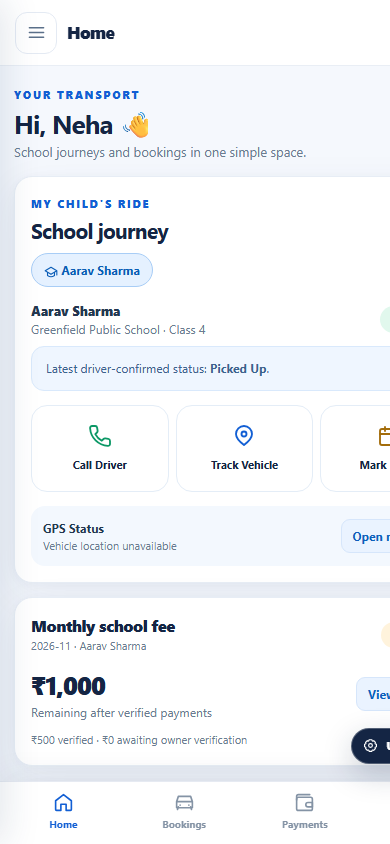 Home
YOUR TRANSPORT
Hi, Neha 👋
School journeys and bookings in one simple space.
MY CHILD'S RIDE
School journey
Aarav Sharma
Aarav Sharma
Greenfield Public School · Class 4
Latest driver-confirmed status: Picked Up.
Call Driver
Track Vehicle
Mark
GPS Status
Vehicle location unavailable
Open
Monthly school fee
2026-11 · Aarav Sharma
₹1,000
Remaining after verified payments
View
₹500 verified · ₹0 awaiting owner verification
Home
Bookings
Payments